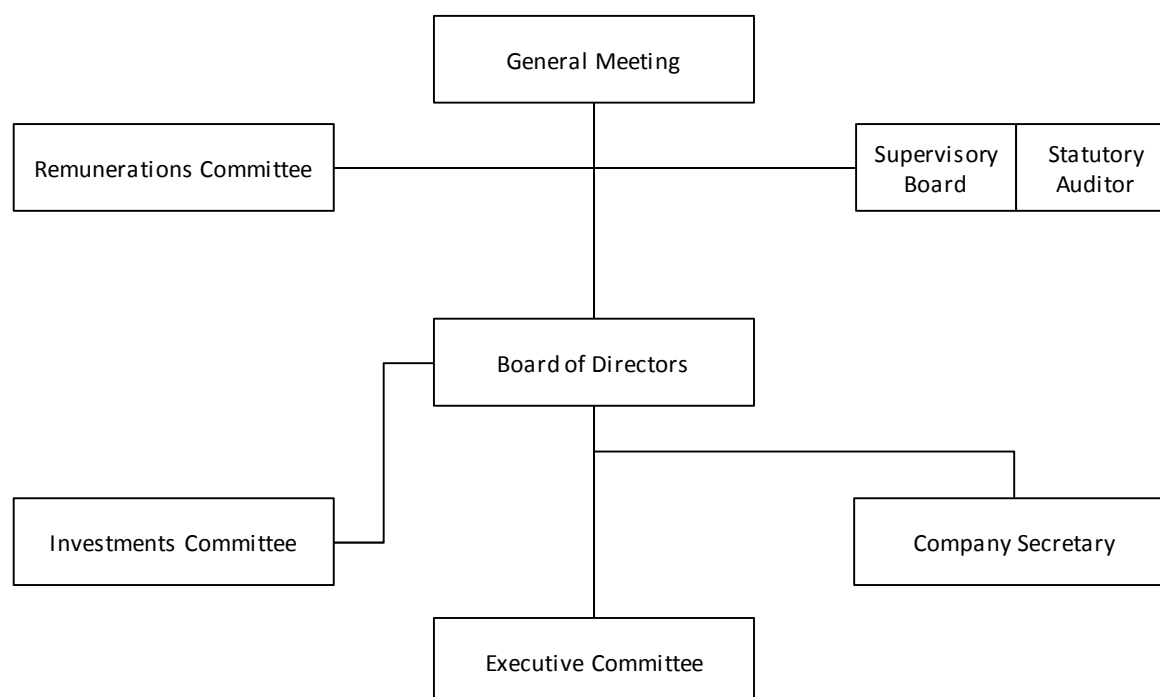 General Meeting
Remunerations Committee
Supervisory
Board
Statutory
Auditor
Board of Directors
Investments Committee
Company Secretary
Executive Committee